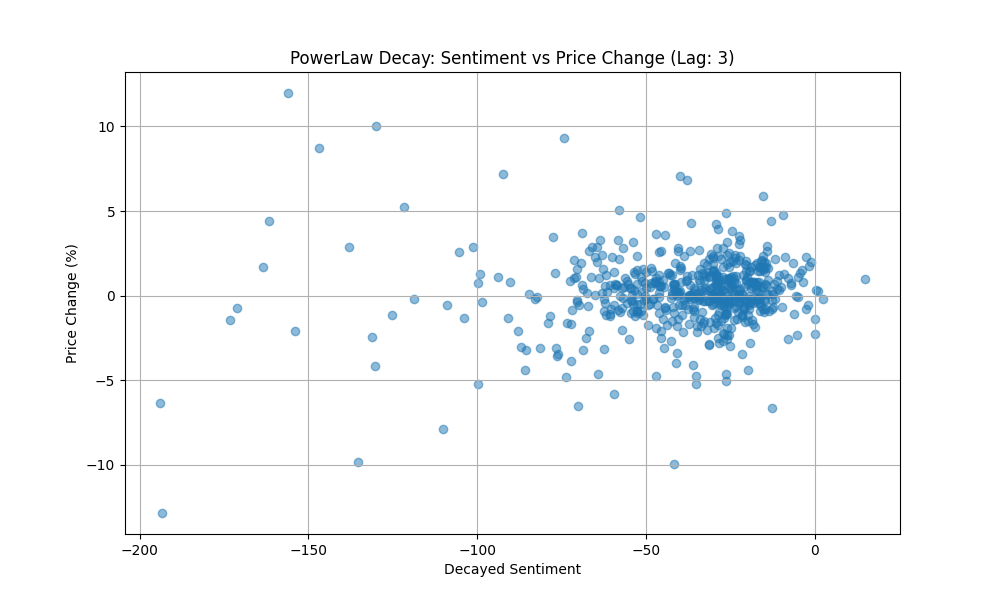 PowerLaw Decay: Sentiment vs Price Change (Lag: 3)
Price Change (%)
10
5
0
−5
−10
−200 −150 −100 −50 0
Decayed Sentiment